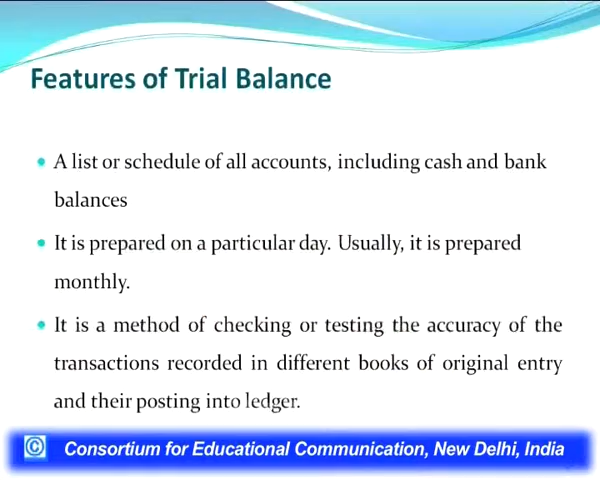 Features of Trial Balance
• A list or schedule of all accounts, including cash and bank
balances
• It is prepared on a particular day. Usually, it is prepared
monthly.
• It is a method of checking or testing the accuracy of the
transactions recorded in different books of original entry
and their posting into ledger.
© Consortium for Educational Communication, New Delhi, India